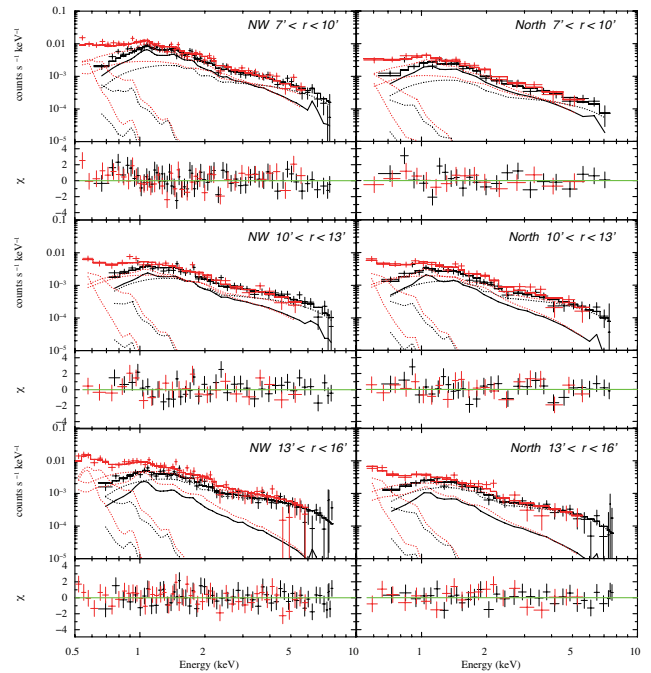 NW 7' < r < 10'
North 7' < r < 10'
counts s⁻¹ keV⁻¹
0.1
0.01
10⁻³
10⁻⁴
10⁻⁵
χ
4
2
0
−2
−4
NW 10' < r < 13'
North 10' < r < 13'
counts s⁻¹ keV⁻¹
0.1
0.01
10⁻³
10⁻⁴
10⁻⁵
χ
4
2
0
−2
−4
NW 13' < r < 16'
North 13' < r < 16'
counts s⁻¹ keV⁻¹
0.1
0.01
10⁻³
10⁻⁴
10⁻⁵
χ
4
2
0
−2
−4
0.5 1 2 5 10
1 2 5 10
Energy (keV)
Energy (keV)